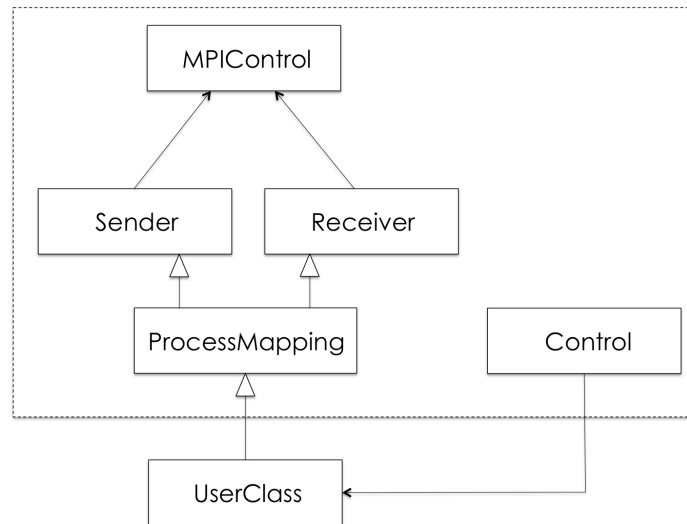 MPIControl
Sender
Receiver
ProcessMapping
Control
UserClass